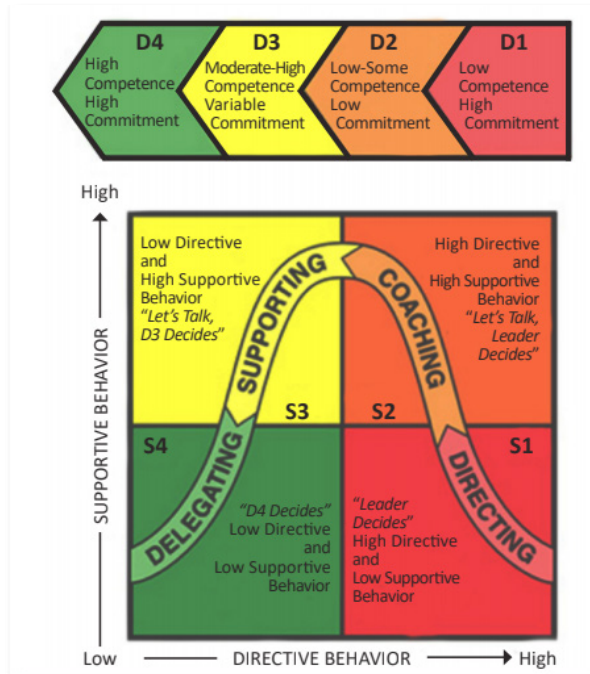 D4
High
Competence
High
Commitment
D3
Moderate-High
Competence
Variable
Commitment
D2
Low-Some
Competence
Low
Commitment
D1
Low
Competence
High
Commitment
High
SUPPORTIVE BEHAVIOR
Low Directive
and
High Supportive
Behavior
“Let’s Talk,
D3 Decides”
S3
SUPPORTING
High Directive
and
High Supportive
Behavior
“Let’s Talk,
Leader
Decides”
S2
COACHING
S4
DELEGATING
“D4 Decides”
Low Directive
and
Low Supportive
Behavior
S1
DIRECTING
“Leader
Decides”
High Directive
and
Low Supportive
Behavior
Low
DIRECTIVE BEHAVIOR
High